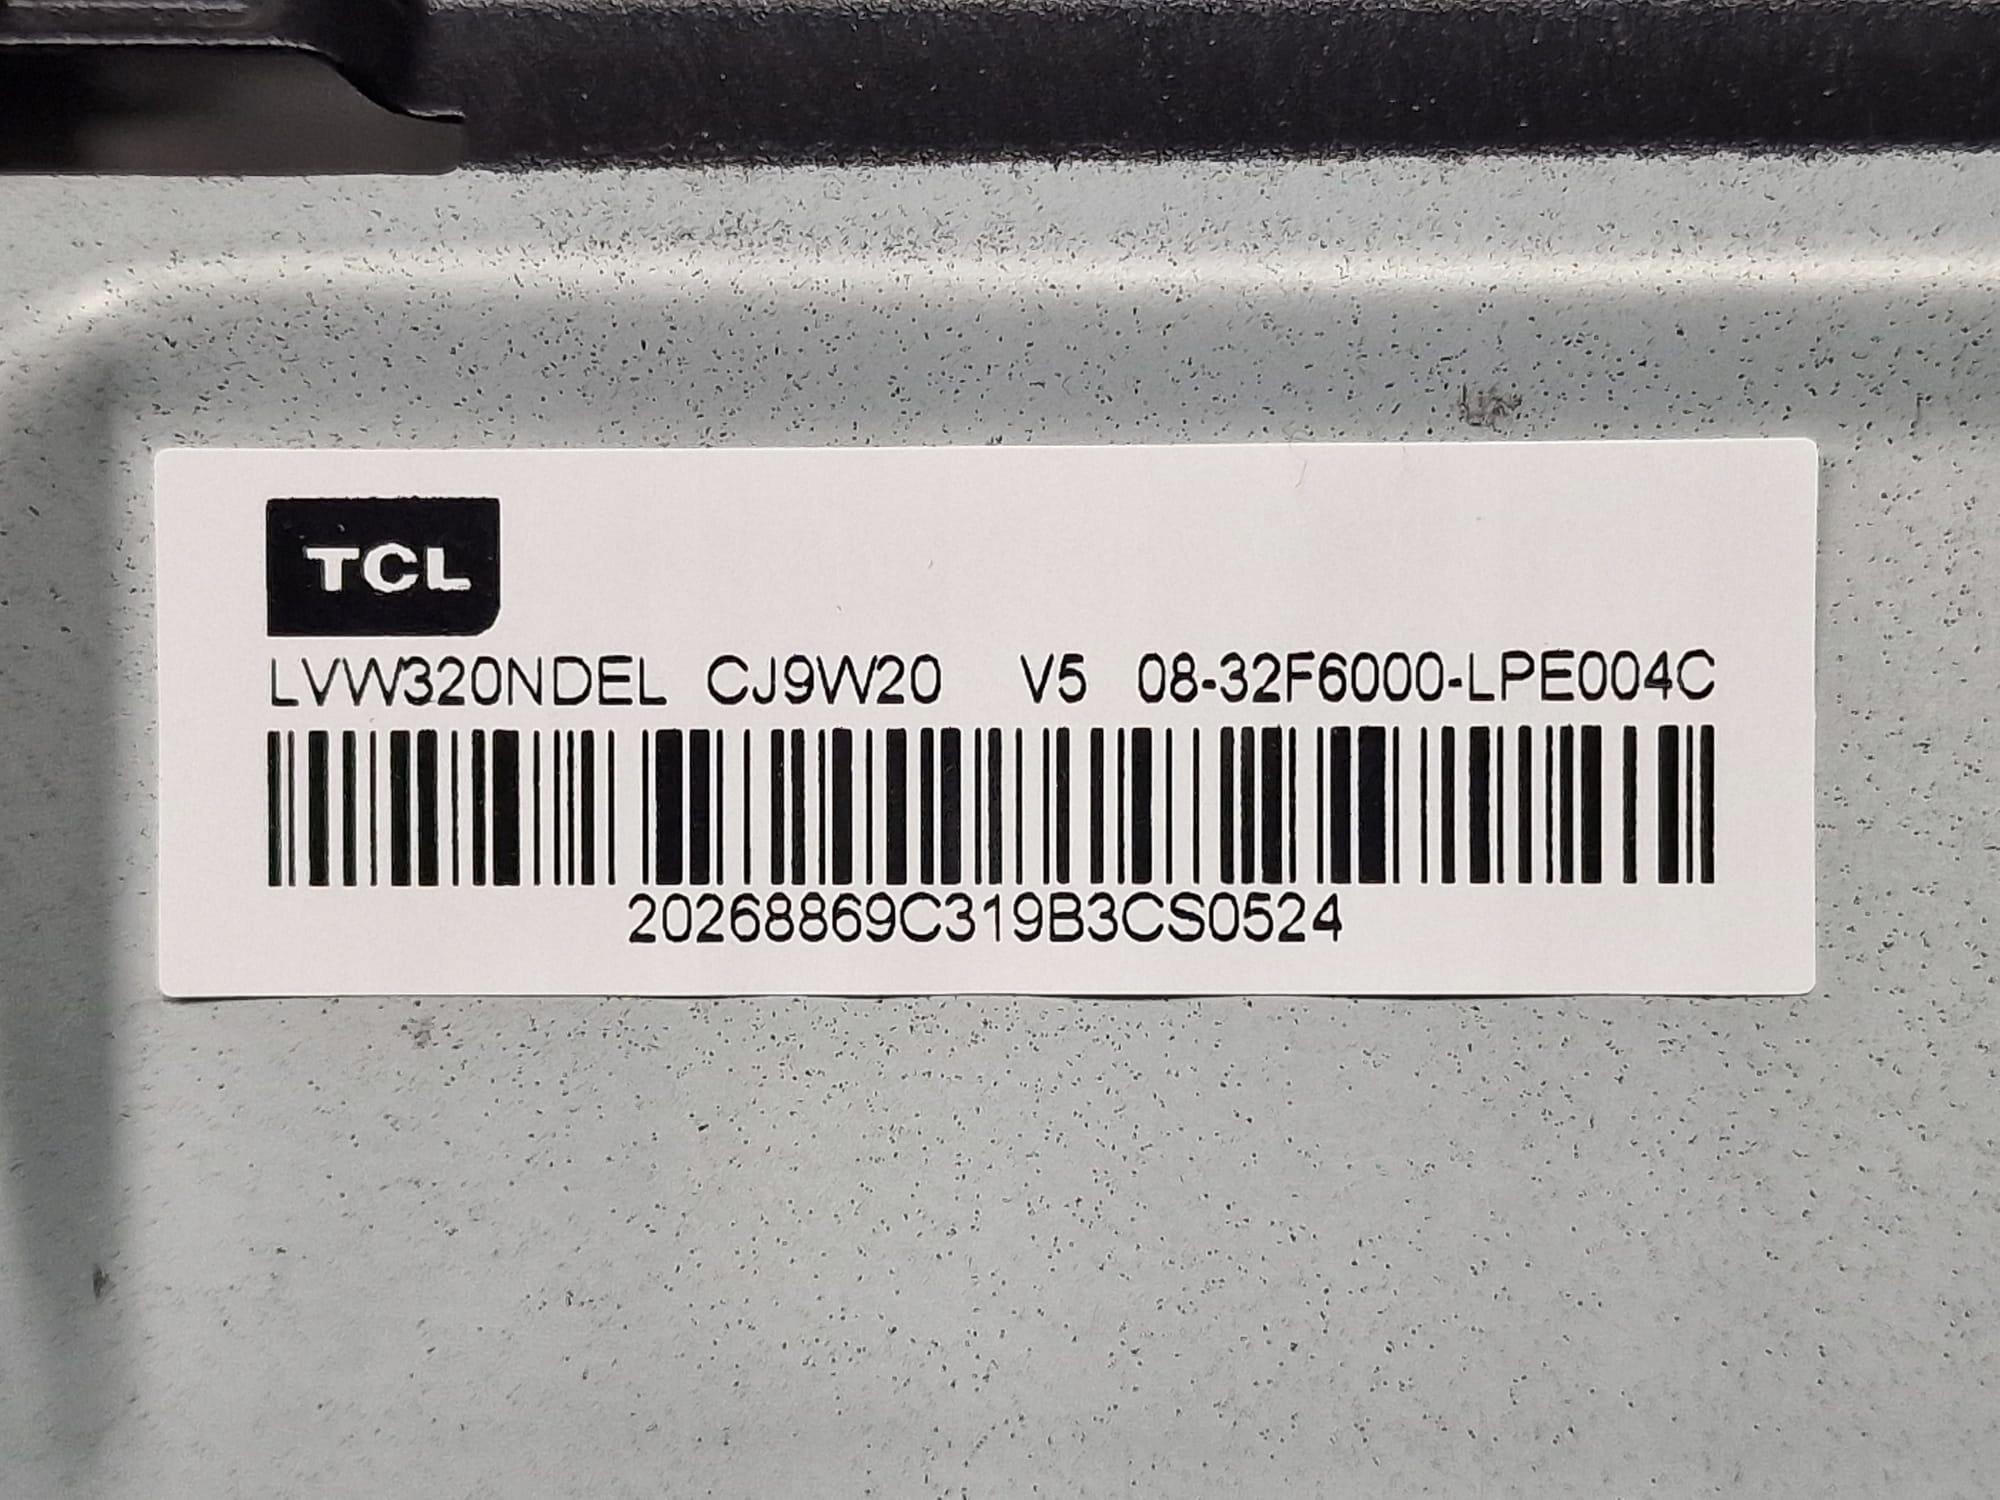 TCL
LVW320NDEL CJ9W20 V5 08-32F6000-LPE004C
20268869C319B3CS0524